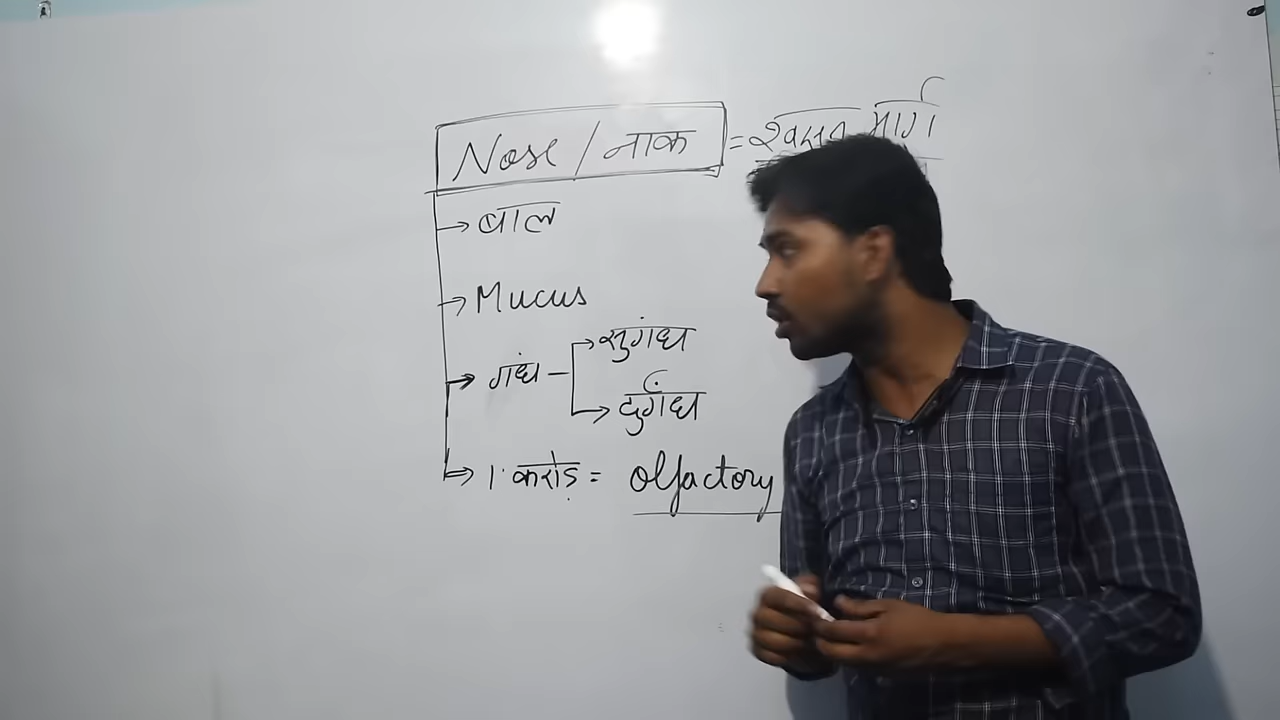 Nose / नाक = श्वसन मार्ग
→ बाल
→ Mucus
→ गंध → सुगंध
→ दुर्गंध
→ 1 करोड़ = olfactory